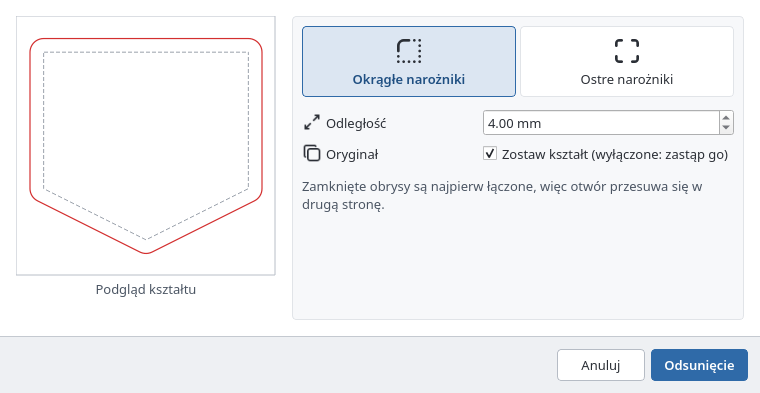 Okrągłe narożniki
Ostre narożniki
Odległość
4.00 mm
Oryginał
Zostaw kształt (wyłączone: zastąp go)
Zamknięte obrysy są najpierw łączone, więc otwór przesuwa się w
drugą stronę.
Podgląd kształtu
Anuluj
Odsunięcie